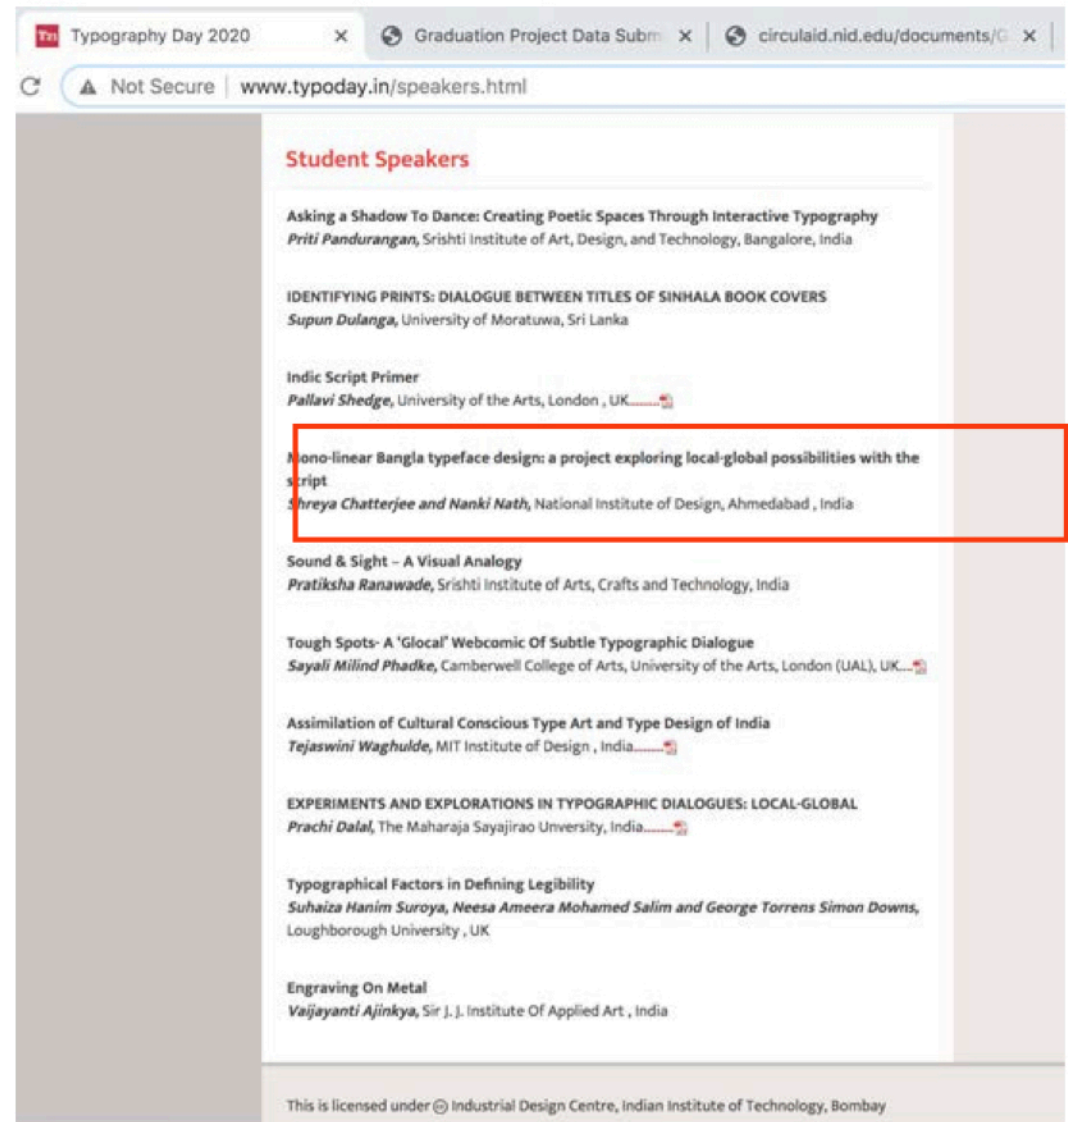 Typography Day 2020
Graduation Project Data Subm
circulaid.nid.edu/documents/G
Not Secure | www.typoday.in/speakers.html
Student Speakers
Asking a Shadow To Dance: Creating Poetic Spaces Through Interactive Typography
Priti Pandurangan, Srishti Institute of Art, Design, and Technology, Bangalore, India
IDENTIFYING PRINTS: DIALOGUE BETWEEN TITLES OF SINHALA BOOK COVERS
Supun Dulanga, University of Moratuwa, Sri Lanka
Indic Script Primer
Pallavi Shedge, University of the Arts, London , UK.........
Mono-linear Bangla typeface design: a project exploring local-global possibilities with the
script
Shreya Chatterjee and Nanki Nath, National Institute of Design, Ahmedabad , India
Sound & Sight – A Visual Analogy
Pratiksha Ranawade, Srishti Institute of Arts, Crafts and Technology, India
Tough Spots- A 'Glocal' Webcomic Of Subtle Typographic Dialogue
Sayali Milind Phadke, Camberwell College of Arts, University of the Arts, London (UAL), UK...
Assimilation of Cultural Conscious Type Art and Type Design of India
Tejaswini Waghulde, MIT Institute of Design , India.........
EXPERIMENTS AND EXPLORATIONS IN TYPOGRAPHIC DIALOGUES: LOCAL-GLOBAL
Prachi Dalal, The Maharaja Sayajirao Unversity, India.........
Typographical Factors in Defining Legibility
Suhaiza Hanim Suroya, Neesa Ameera Mohamed Salim and George Torrens Simon Downs,
Loughborough University , UK
Engraving On Metal
Vaijayanti Ajinkya, Sir J. J. Institute Of Applied Art , India
This is licensed under Industrial Design Centre, Indian Institute of Technology, Bombay